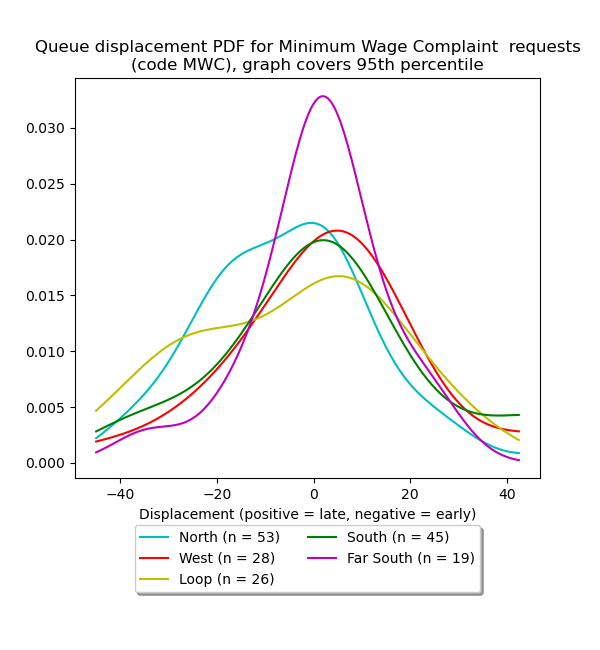 Queue displacement PDF for Minimum Wage Complaint  requests
(code MWC), graph covers 95th percentile
0.030
0.025
0.020
0.015
0.010
0.005
0.000
−40 −20 0 20 40
Displacement (positive = late, negative = early)
North (n = 53) South (n = 45)
West (n = 28) Far South (n = 19)
Loop (n = 26)